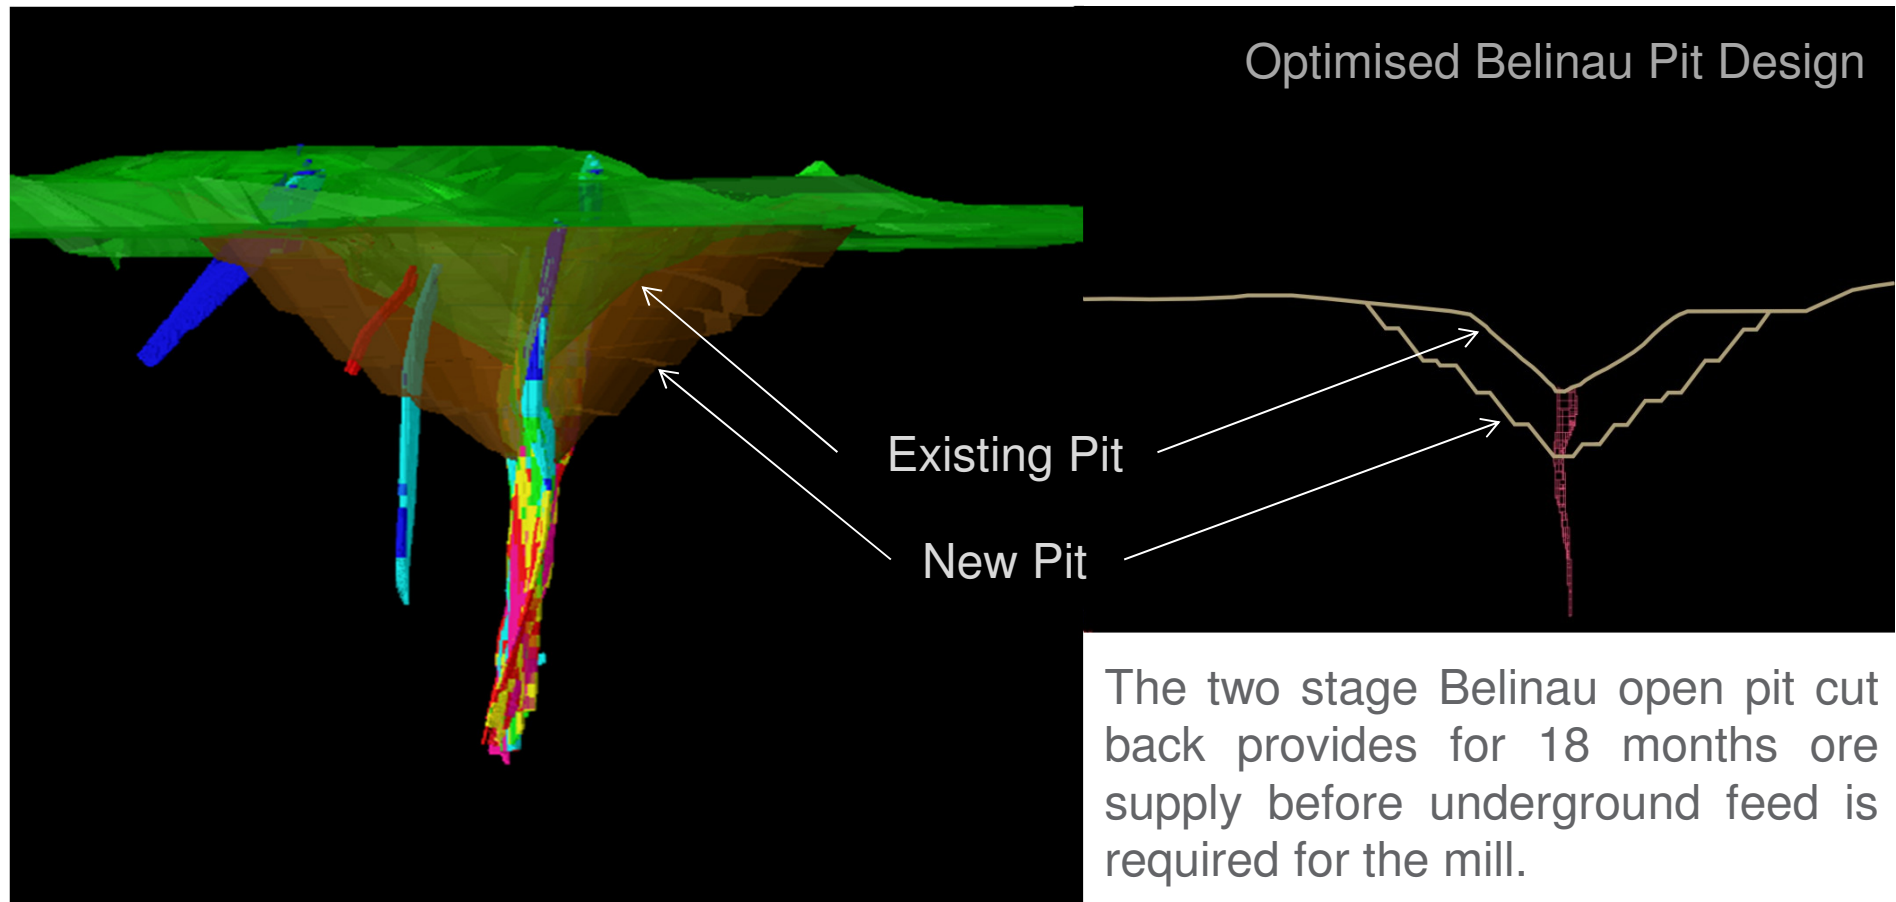 Optimised Belinau Pit Design
Existing Pit
New Pit
The two stage Belinau open pit cut
back provides for 18 months ore
supply before underground feed is
required for the mill.